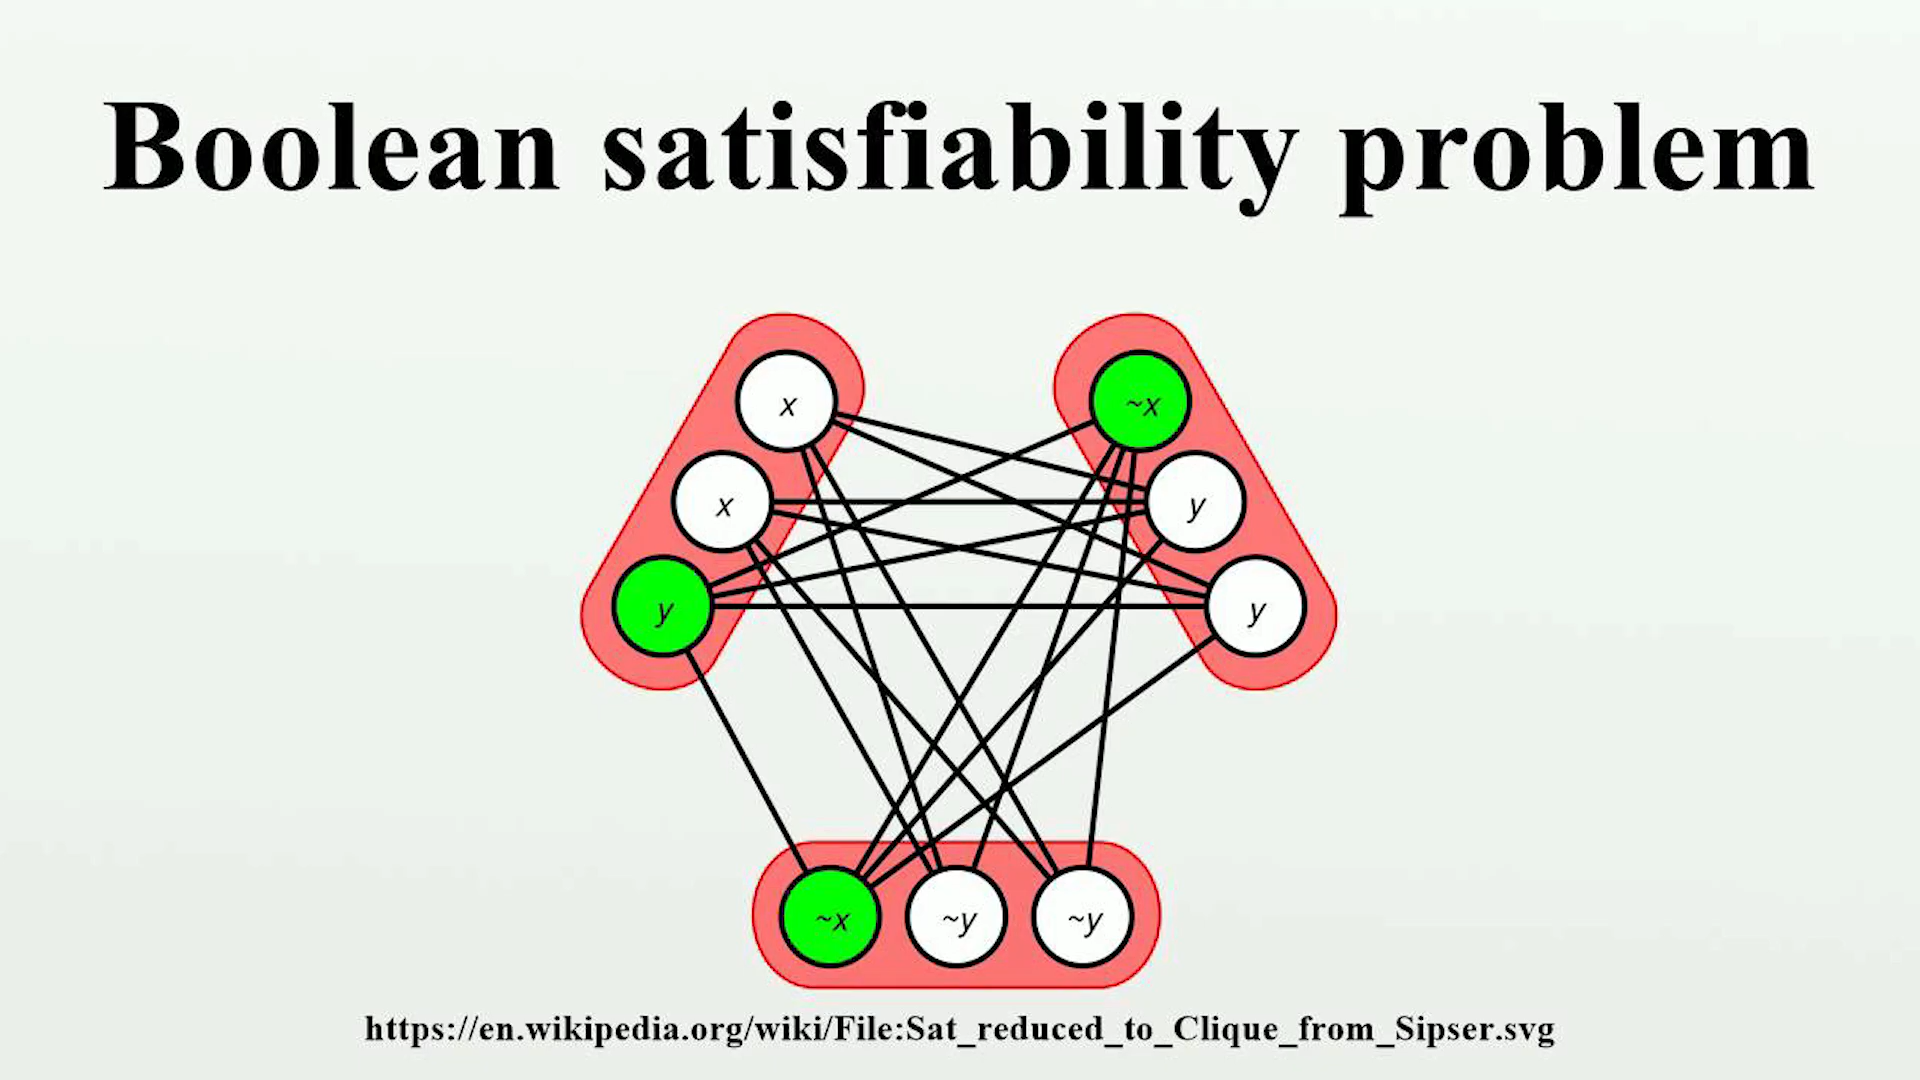 Boolean satisfiability problem
x
~x
x
y
y
y
~x
~y
~y
https://en.wikipedia.org/wiki/File:Sat_reduced_to_Clique_from_Sipser.svg